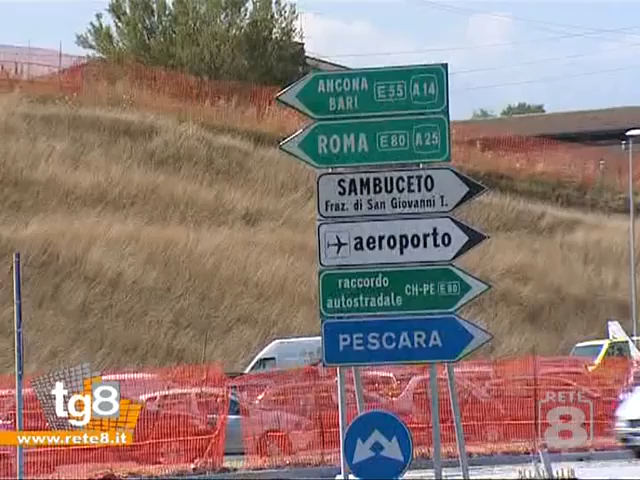 ANCONA E55 A14
BARI
ROMA E80 A25
SAMBUCETO
Fraz. di San Giovanni T.
aeroporto
raccordo
autostradale CH-PE E80
PESCARA
tg8
www.rete8.it
RETE
8